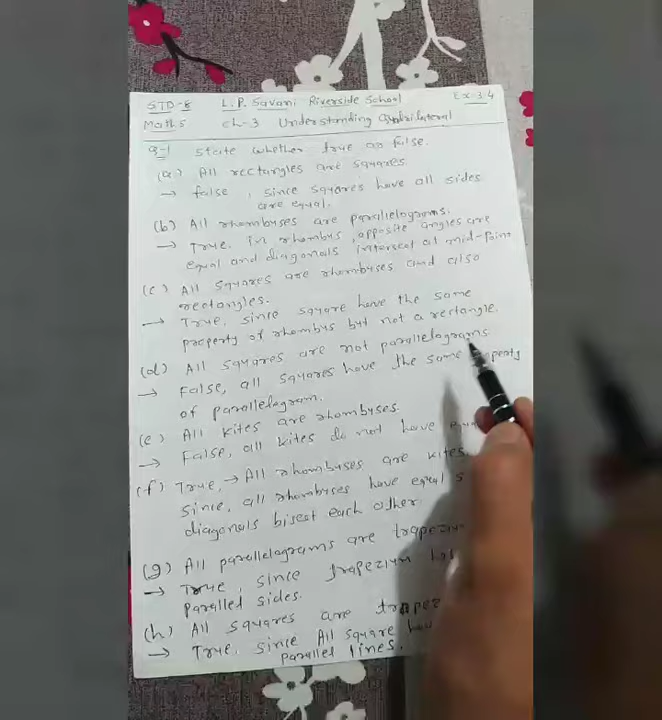 STD-8 L.P. Savani Riverside School Ex-3.4
Maths ch-3 Understanding Quadrilateral
Q-1 State whether true or false.
(a) All rectangles are squares.
→ false, since squares have all sides
are equal.
(b) All rhombuses are parallelograms.
→ True. In rhombus, opposite angles are
equal and diagonals intersect at mid-point
(c) All squares are rhombuses and also
rectangles.
→ True, since square have the same
property of rhombus but not a rectangle.
(d) All squares are not parallelograms
→ False, all squares have the same
of parallelogram.
(e) All kites are rhombuses.
→ False, all kites do not have
(f) True, → All rhombuses are kites.
since, all rhombuses have equal s
diagonals bisect each other.
(g) All parallelograms are
→ True, since trapezium
parallel sides.
(h) All squares are
→ True, since All square
parallel lines.